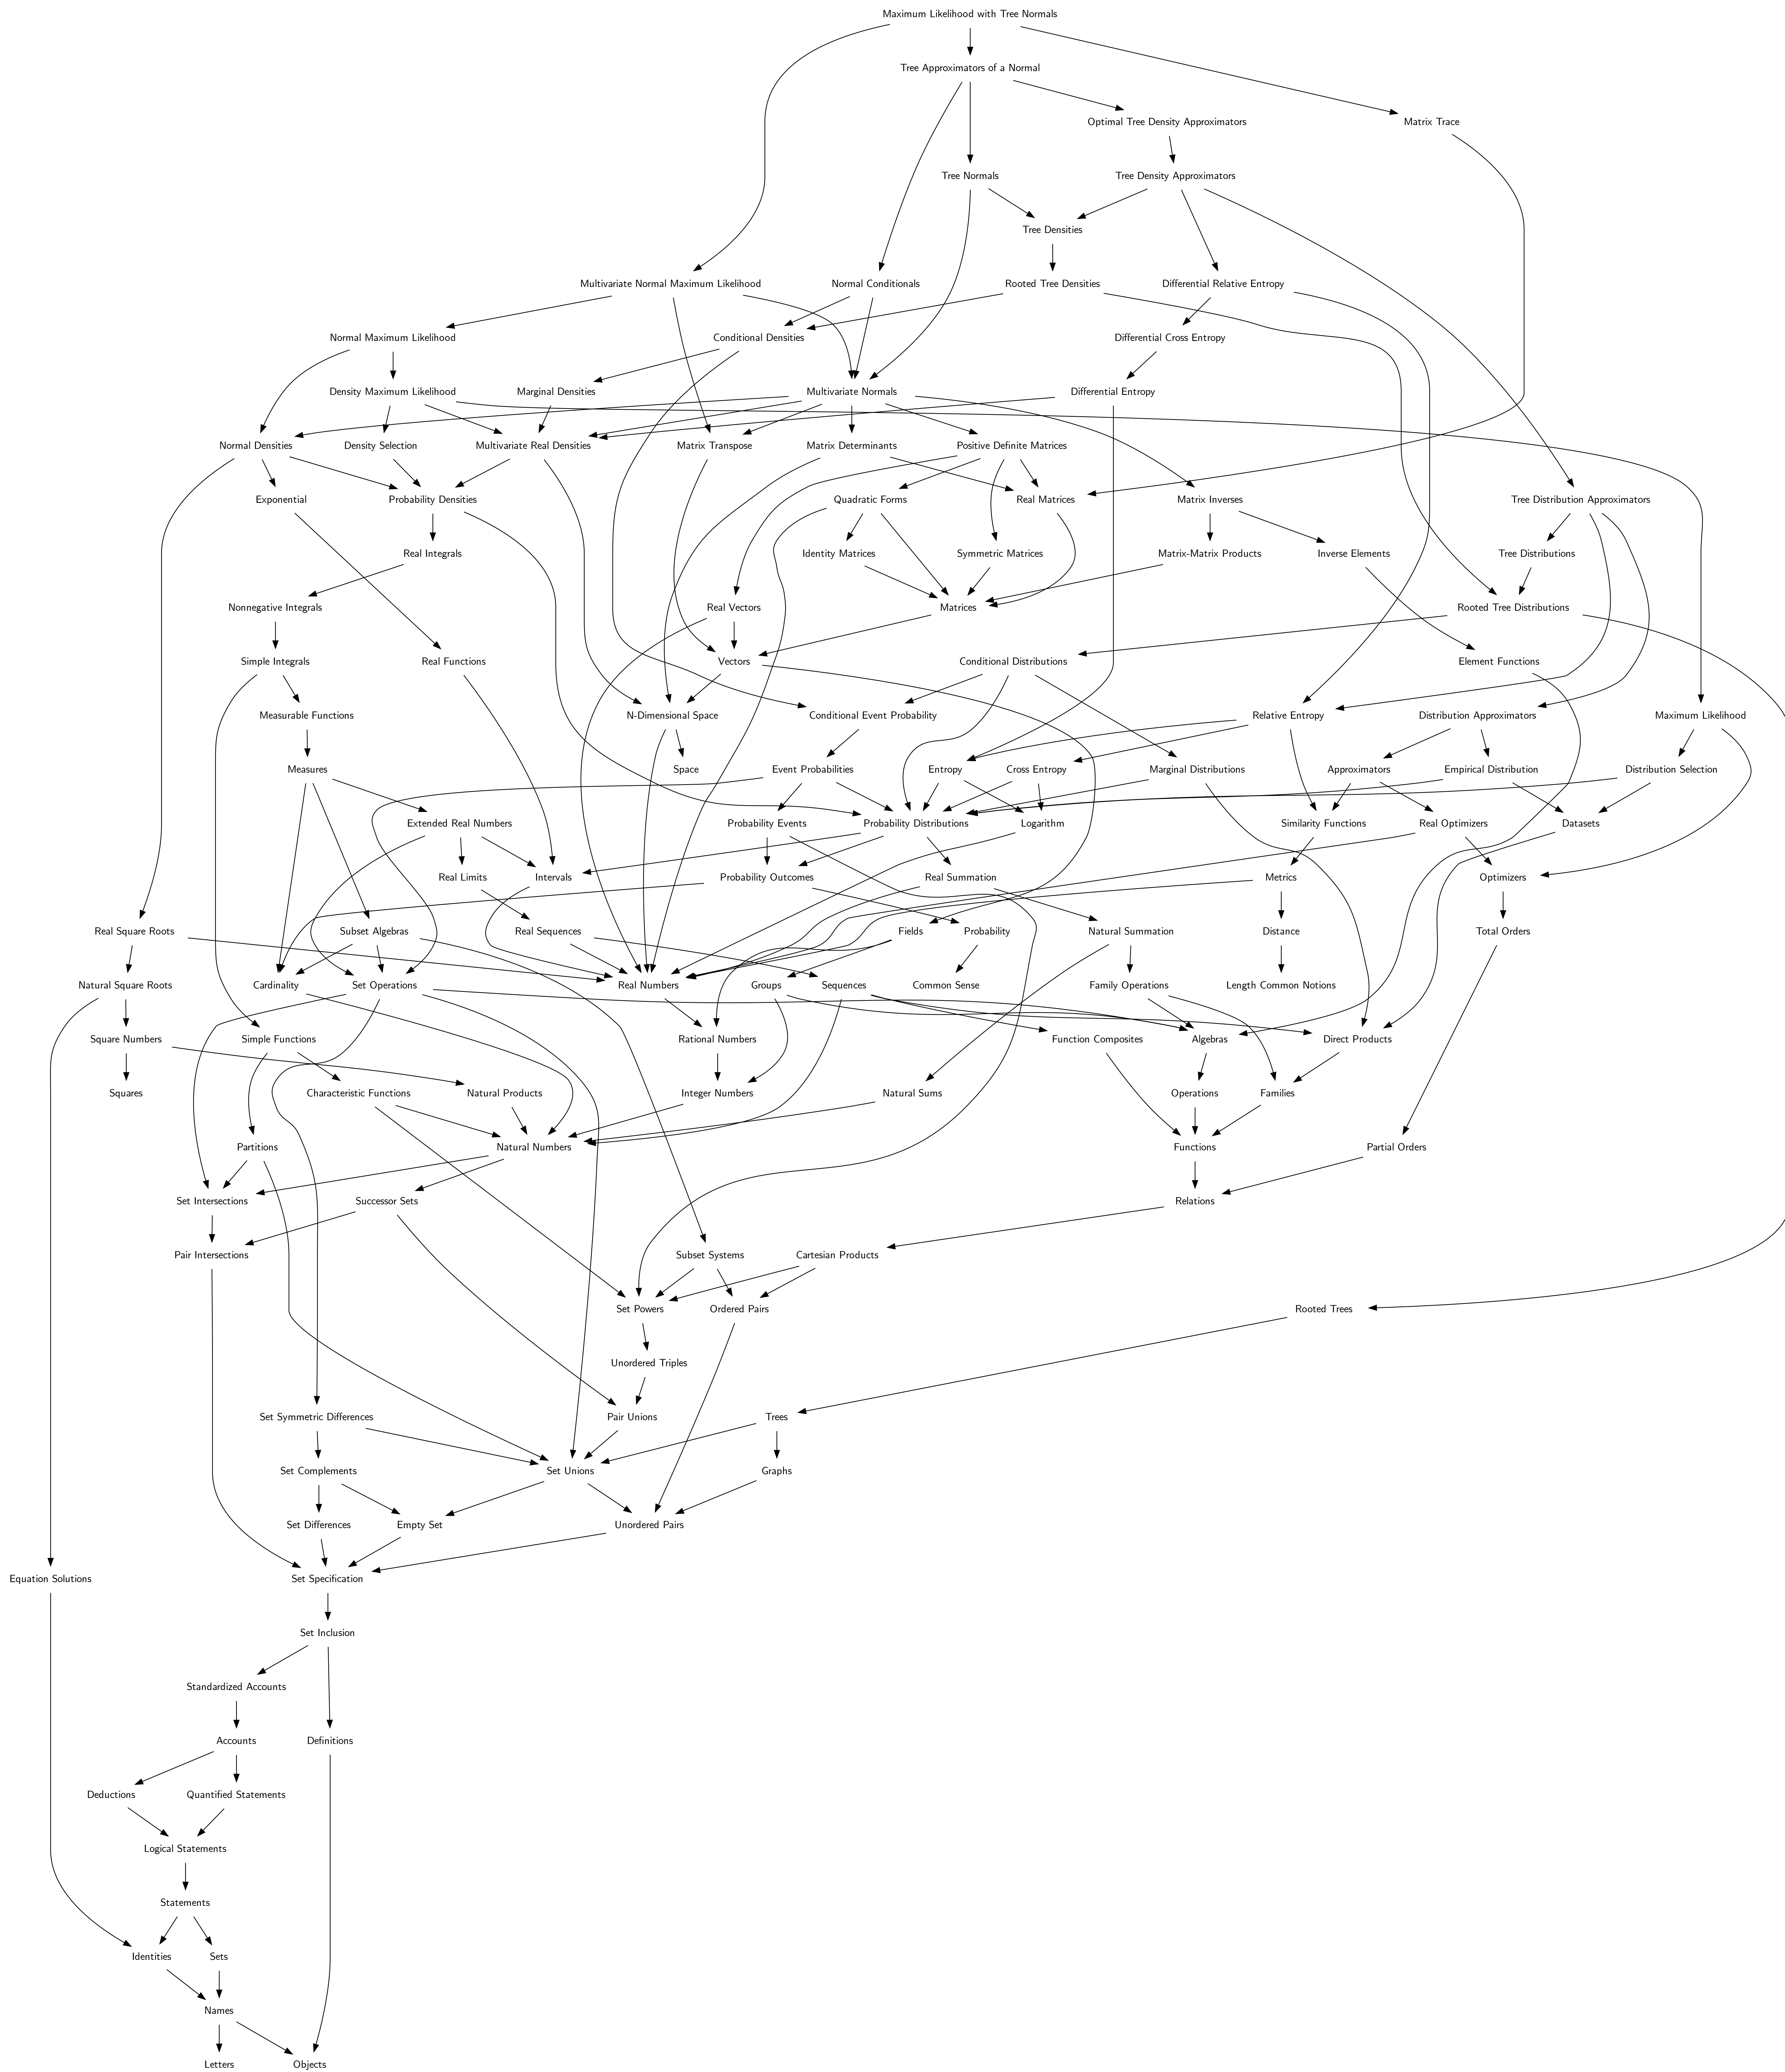 Maximum Likelihood with Tree Normals
Tree Approximators of a Normal
Optimal Tree Density Approximators
Matrix Trace
Tree Normals
Tree Density Approximators
Tree Densities
Multivariate Normal Maximum Likelihood
Normal Conditionals
Rooted Tree Densities
Differential Relative Entropy
Normal Maximum Likelihood
Conditional Densities
Differential Cross Entropy
Density Maximum Likelihood
Marginal Densities
Multivariate Normals
Differential Entropy
Normal Densities
Density Selection
Multivariate Real Densities
Matrix Transpose
Matrix Determinants
Positive Definite Matrices
Exponential
Probability Densities
Quadratic Forms
Real Matrices
Matrix Inverses
Tree Distribution Approximators
Real Integrals
Identity Matrices
Symmetric Matrices
Matrix-Matrix Products
Inverse Elements
Tree Distributions
Nonnegative Integrals
Real Vectors
Matrices
Rooted Tree Distributions
Simple Integrals
Real Functions
Vectors
Conditional Distributions
Element Functions
Measurable Functions
N-Dimensional Space
Conditional Event Probability
Relative Entropy
Distribution Approximators
Maximum Likelihood
Measures
Space
Event Probabilities
Entropy
Cross Entropy
Marginal Distributions
Approximators
Empirical Distribution
Distribution Selection
Extended Real Numbers
Probability Events
Probability Distributions
Logarithm
Similarity Functions
Real Optimizers
Datasets
Real Limits
Intervals
Probability Outcomes
Real Summation
Metrics
Optimizers
Real Square Roots
Subset Algebras
Real Sequences
Fields
Probability
Natural Summation
Distance
Total Orders
Natural Square Roots
Cardinality
Set Operations
Real Numbers
Groups
Sequences
Common Sense
Family Operations
Length Common Notions
Square Numbers
Simple Functions
Rational Numbers
Function Composites
Algebras
Direct Products
Squares
Characteristic Functions
Natural Products
Integer Numbers
Natural Sums
Operations
Families
Partitions
Natural Numbers
Functions
Partial Orders
Set Intersections
Successor Sets
Relations
Pair Intersections
Subset Systems
Cartesian Products
Set Powers
Ordered Pairs
Rooted Trees
Unordered Triples
Set Symmetric Differences
Pair Unions
Trees
Set Complements
Set Unions
Graphs
Set Differences
Empty Set
Unordered Pairs
Equation Solutions
Set Specification
Set Inclusion
Standardized Accounts
Accounts
Definitions
Deductions
Quantified Statements
Logical Statements
Statements
Identities
Sets
Names
Letters
Objects